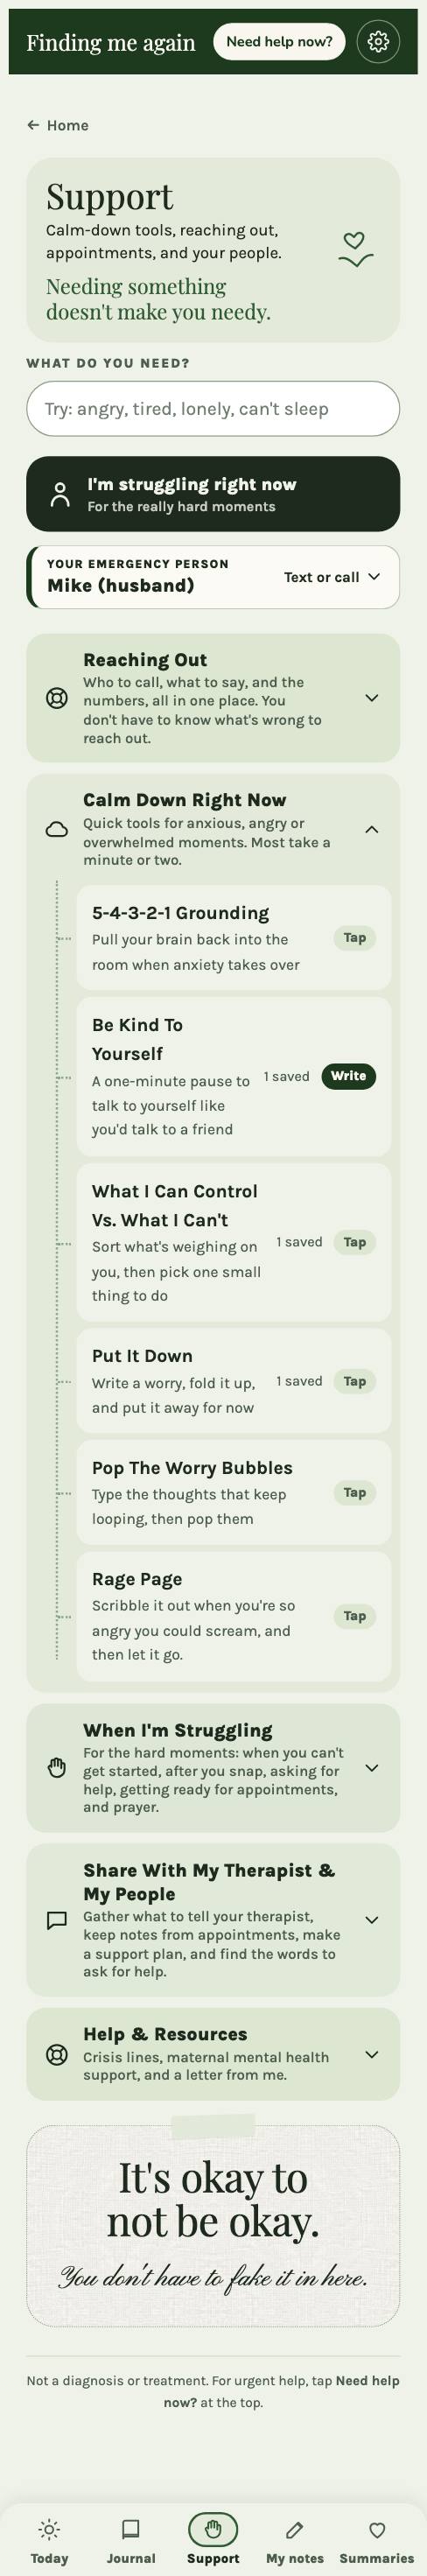 Finding me again
Need help now?
← Home
Support
Calm-down tools, reaching out,
appointments, and your people.
Needing something
doesn't make you needy.
WHAT DO YOU NEED?
Try: angry, tired, lonely, can't sleep
I'm struggling right now
For the really hard moments
YOUR EMERGENCY PERSON
Mike (husband)
Text or call
Reaching Out
Who to call, what to say, and the
numbers, all in one place. You
don't have to know what's wrong to
reach out.
Calm Down Right Now
Quick tools for anxious, angry or
overwhelmed moments. Most take a
minute or two.
5-4-3-2-1 Grounding
Pull your brain back into the
room when anxiety takes over
Tap
Be Kind To
Yourself
A one-minute pause to
talk to yourself like
you'd talk to a friend
1 saved
Write
What I Can Control
Vs. What I Can't
Sort what's weighing on
you, then pick one small
thing to do
1 saved
Tap
Put It Down
Write a worry, fold it up,
and put it away for now
1 saved
Tap
Pop The Worry Bubbles
Type the thoughts that keep
looping, then pop them
Tap
Rage Page
Scribble it out when you're so
angry you could scream, and
then let it go.
Tap
When I'm Struggling
For the hard moments: when you can't
get started, after you snap, asking for
help, getting ready for appointments,
and prayer.
Share With My Therapist &
My People
Gather what to tell your therapist,
keep notes from appointments, make
a support plan, and find the words to
ask for help.
Help & Resources
Crisis lines, maternal mental health
support, and a letter from me.
It's okay to
not be okay.
You don't have to fake it in here.
Not a diagnosis or treatment. For urgent help, tap Need help
now? at the top.
Today
Journal
Support
My notes
Summaries